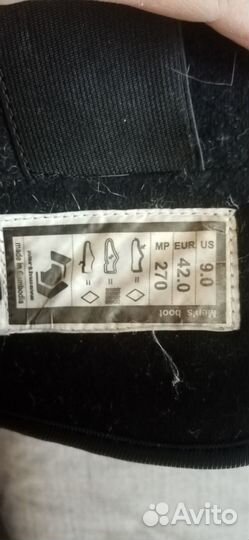 Men's boot
MP EUR US
270 42.0 9.0
=
=
=
made in Cambodia
Avito